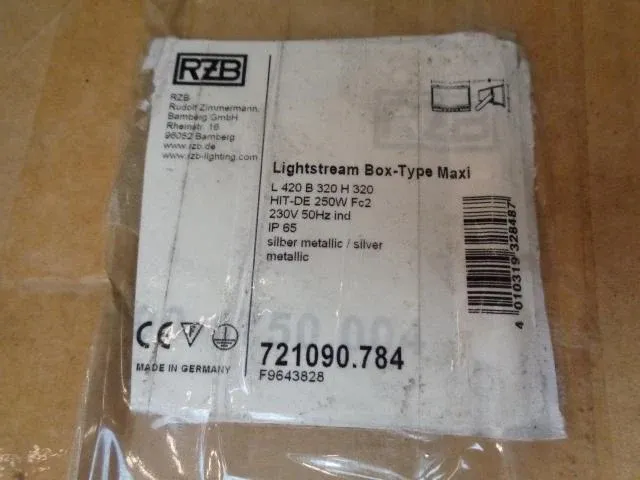 RZB
RZB
Rudolf Zimmermann,
Bamberg GmbH
Rheinstr. 16
96052 Bamberg
www.rzb.de
www.rzb-lighting.com
Lightstream Box-Type Maxi
L 420 B 320 H 320
HIT-DE 250W Fc2
230V 50Hz ind
IP 65
silber metallic / silver
metallic
4 010319 328487
CE F
MADE IN GERMANY
721090.784
F9643828